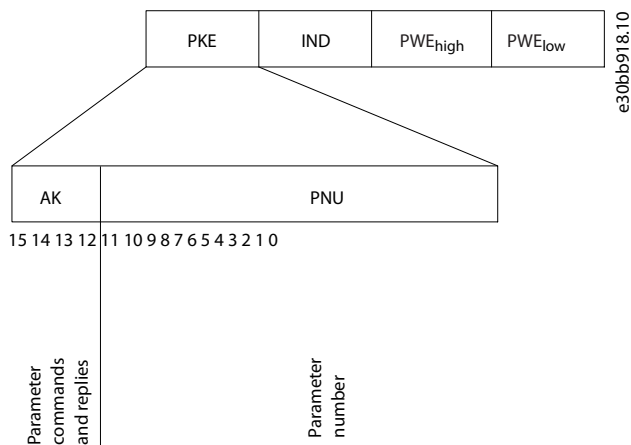 PKE IND PWEhigh PWElow
e30bb918.10
AK PNU
15 14 13 12 11 10 9 8 7 6 5 4 3 2 1 0
Parameter
commands
and replies
Parameter
number